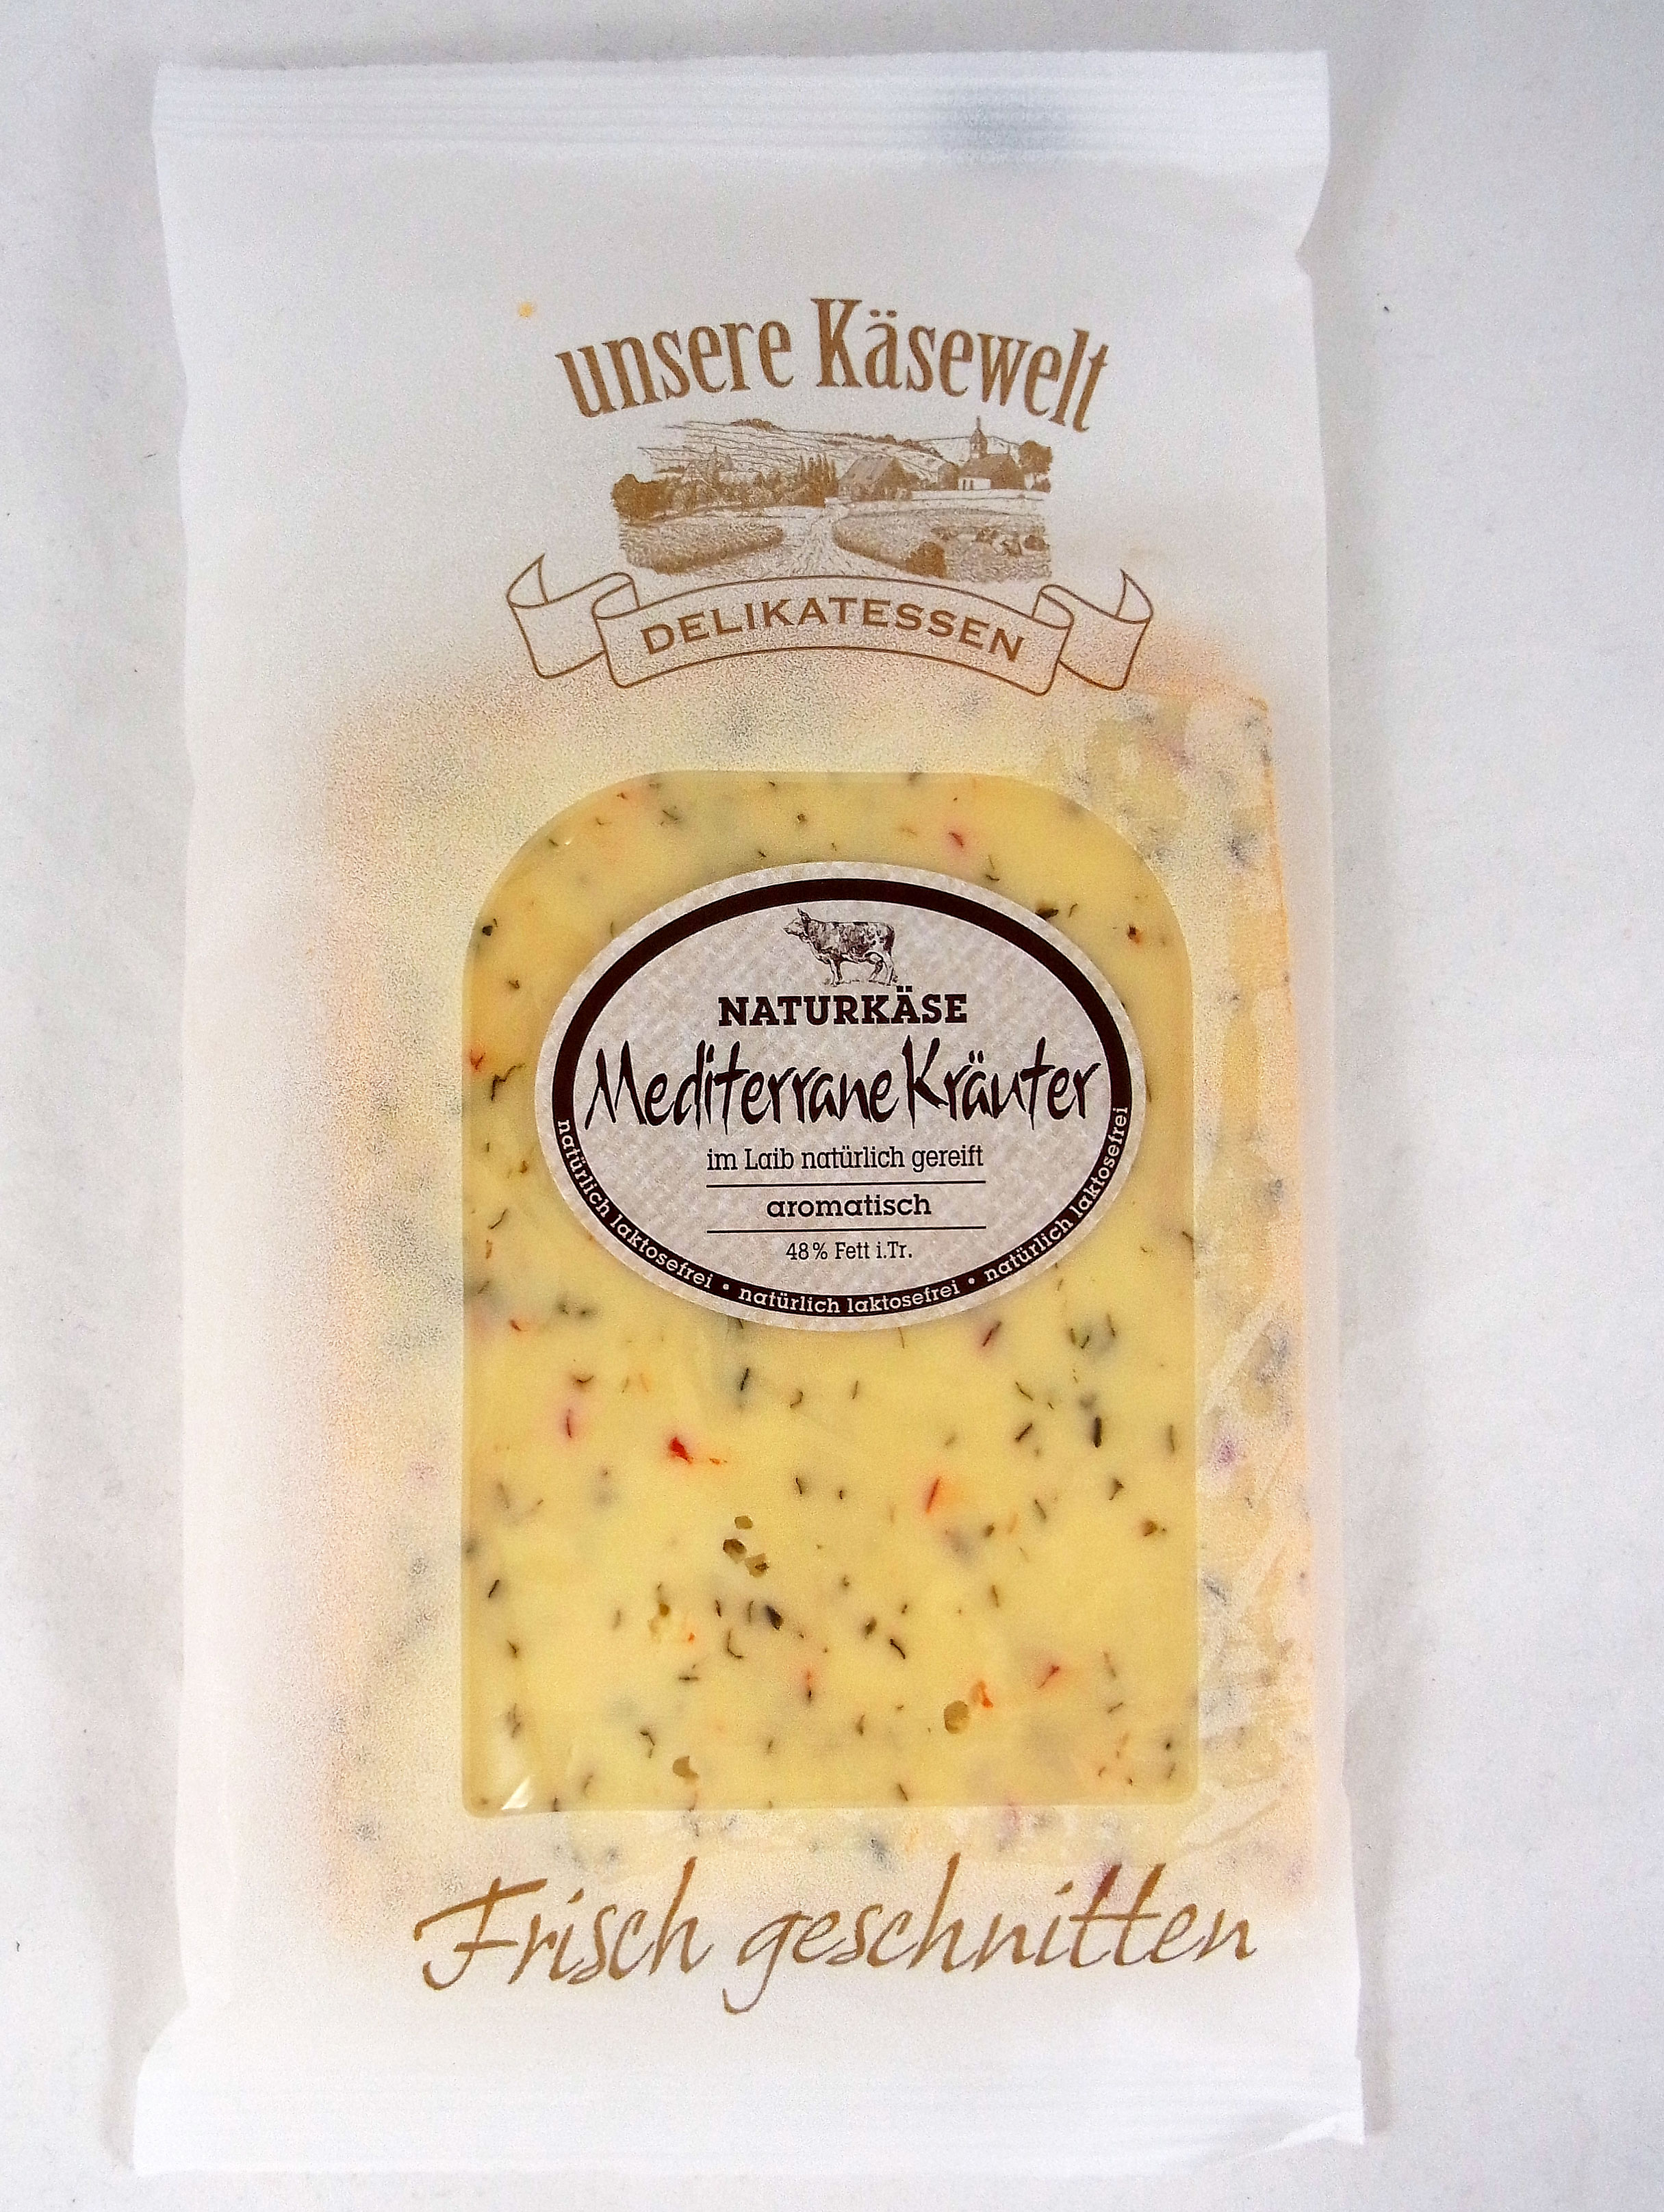 unsere Käsewelt
DELIKATESSEN
NATURKÄSE
Mediterrane Kräuter
im Laib natürlich gereift
aromatisch
48% Fett i.Tr.
natürlich laktosefrei • natürlich laktosefrei • natürlich laktosefrei
Frisch geschnitten